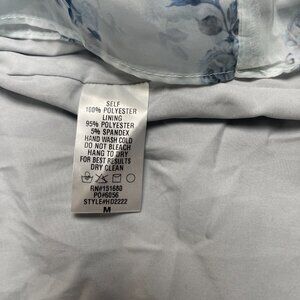 SELF
100% POLYESTER
LINING
95% POLYESTER
5% SPANDEX
HAND WASH COLD
DO NOT BLEACH
HANG TO DRY
FOR BEST RESULTS
DRY CLEAN
RN#151680
PO#6056
STYLE#HD2222
M